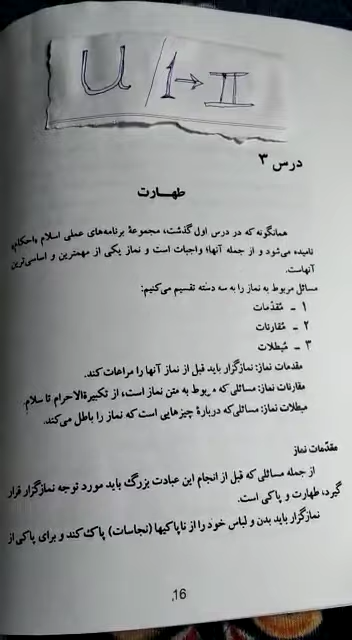 U/1→II
درس ۳
طهارت
همانگونه که در درس اول گذشت، مجموعهٔ برنامه‌های عملی اسلام «احکام»
نامیده می‌شود و از جمله آنها؛ واجبات است و نماز یکی از مهمترین و اساسی‌ترین
آنهاست.
مسائل مربوط به نماز را به سه دسته تقسیم می‌کنیم:
۱ ـ مُقدّمات
۲ ـ مقارنات
۳ ـ مُبطلات
مقدمات نماز: نمازگزار باید قبل از نماز آنها را مراعات کند.
مقارنات نماز: مسائلی که مربوط به متن نماز است، از تکبیرةالاحرام تا سلام.
مبطلات نماز: مسائلی که دربارهٔ چیزهایی است که نماز را باطل می‌کند.
مقدّمات نماز
از جمله مسائلی که قبل از انجام این عبادت بزرگ باید مورد توجه نمازگزار قرار
گیرد، طهارت و پاکی است.
نمازگزار باید بدن و لباس خود را از ناپاکیها (نجاسات) پاک کند و برای پاکی از
16